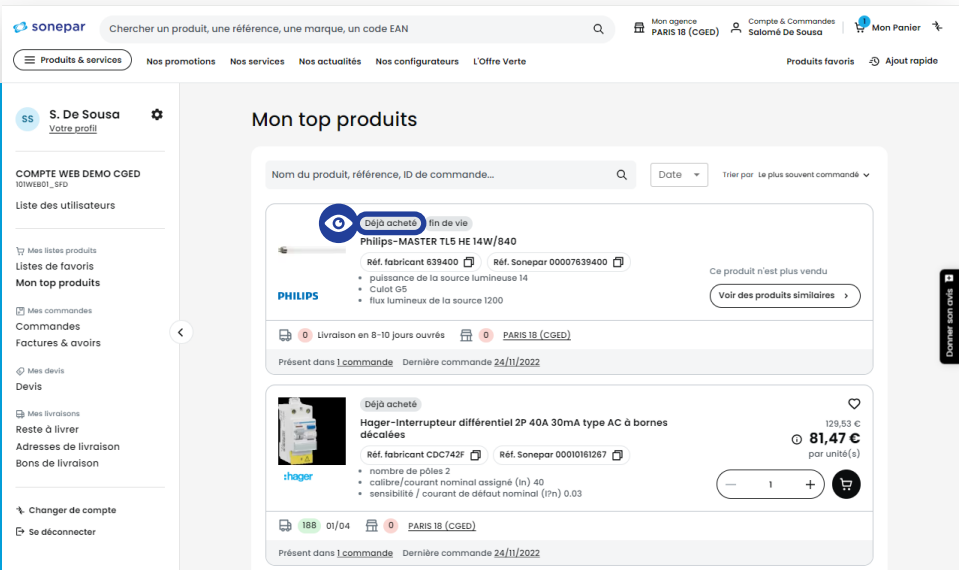 sonepar
Chercher un produit, une référence, une marque, un code EAN
Mon agence
PARIS 18 (CGED)
Compte & Commandes
Salomé De Sousa
1
Mon Panier
Produits & services
Nos promotions
Nos services
Nos actualités
Nos configurateurs
L'Offre Verte
Produits favoris
Ajout rapide
SS
S. De Sousa
Votre profil
COMPTE WEB DEMO CGED
101WEB01_SFD
Liste des utilisateurs
Mes listes produits
Listes de favoris
Mon top produits
Mes commandes
Commandes
Factures & avoirs
Mes devis
Devis
Mes livraisons
Reste à livrer
Adresses de livraison
Bons de livraison
Changer de compte
Se déconnecter
Mon top produits
Nom du produit, référence, ID de commande...
Date
Trier par Le plus souvent commandé
Déjà acheté
fin de vie
Philips-MASTER TL5 HE 14W/840
Réf. fabricant 639400
Réf. Sonepar 00007639400
• puissance de la source lumineuse 14
• Culot G5
• flux lumineux de la source 1200
PHILIPS
Ce produit n'est plus vendu
Voir des produits similaires
0 Livraison en 8-10 jours ouvrés
0 PARIS 18 (CGED)
Présent dans 1 commande Dernière commande 24/11/2022
Déjà acheté
Hager-Interrupteur différentiel 2P 40A 30mA type AC à bornes
décalées
Réf. fabricant CDC742F
Réf. Sonepar 00010161267
• nombre de pôles 2
• calibre/courant nominal assigné (In) 40
• sensibilité / courant de défaut nominal (I?n) 0.03
:hager
129,53 €
81,47 €
par unité(s)
— 1 +
188 01/04
0 PARIS 18 (CGED)
Présent dans 1 commande Dernière commande 24/11/2022
Donner son avis